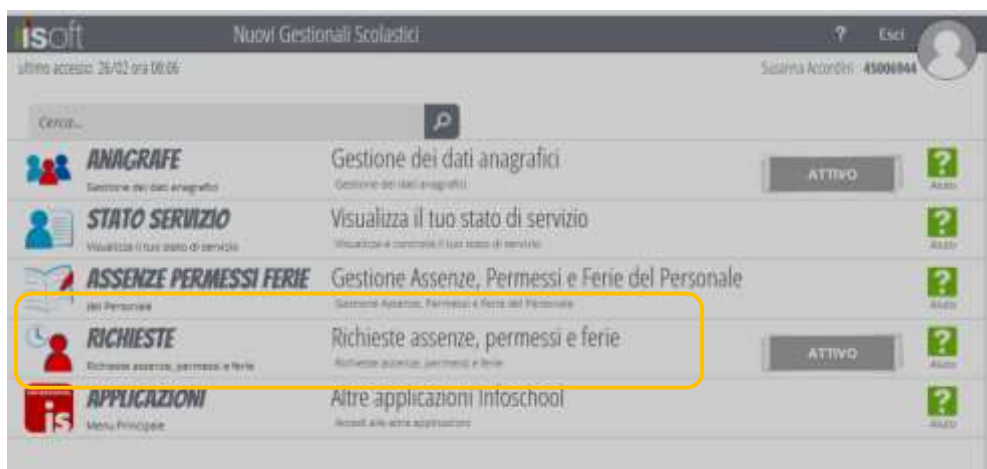 isoft Nuovi Gestionali Scolastici ? Esci
ultimo accesso: 26/02 ora 08:06 Susanna Accordini 45006944
Cerca...
ANAGRAFE Gestione dei dati anagrafici ATTIVO ?
Gestione dei dati anagrafici Gestione dei dati anagrafici Aiuto
STATO SERVIZIO Visualizza il tuo stato di servizio ?
Visualizza il tuo stato di servizio Visualizza e controlla il tuo stato di servizio Aiuto
ASSENZE PERMESSI FERIE Gestione Assenze, Permessi e Ferie del Personale ?
del Personale Gestione Assenze, Permessi e Ferie del Personale Aiuto
RICHIESTE Richieste assenze, permessi e ferie ATTIVO ?
Richieste assenze, permessi e ferie Richieste assenze, permessi e ferie Aiuto
APPLICAZIONI Altre applicazioni Infoschool ?
is Menu Principale Accedi alle altre applicazioni Aiuto